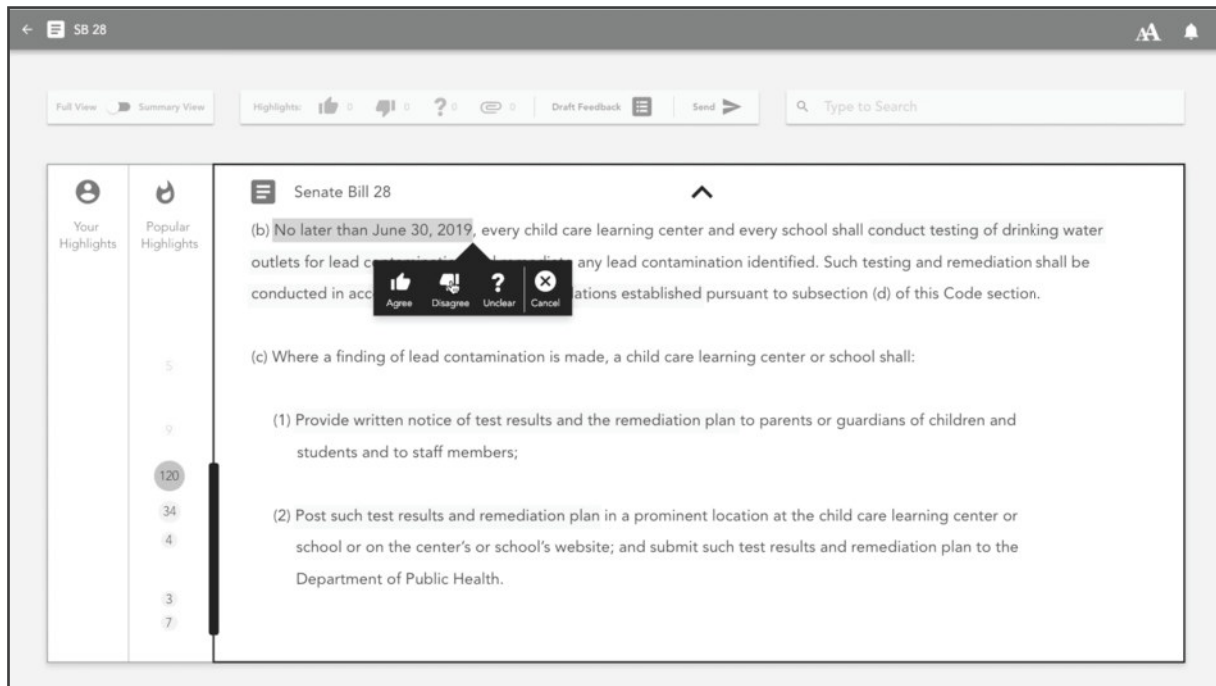 SB 28
AA
Full View Summary View
Highlights: 0 0 ? 0 0 Draft Feedback Send
Type to Search
Your
Highlights
Popular
Highlights
5
9
120
34
4
3
7
Senate Bill 28
(b) No later than June 30, 2019, every child care learning center and every school shall conduct testing of drinking water
outlets for lead any lead contamination identified. Such testing and remediation shall be
conducted in established pursuant to subsection (d) of this Code section.
Agree Disagree ? Unclear Cancel
(c) Where a finding of lead contamination is made, a child care learning center or school shall:
(1) Provide written notice of test results and the remediation plan to parents or guardians of children and
students and to staff members;
(2) Post such test results and remediation plan in a prominent location at the child care learning center or
school or on the center's or school's website; and submit such test results and remediation plan to the
Department of Public Health.